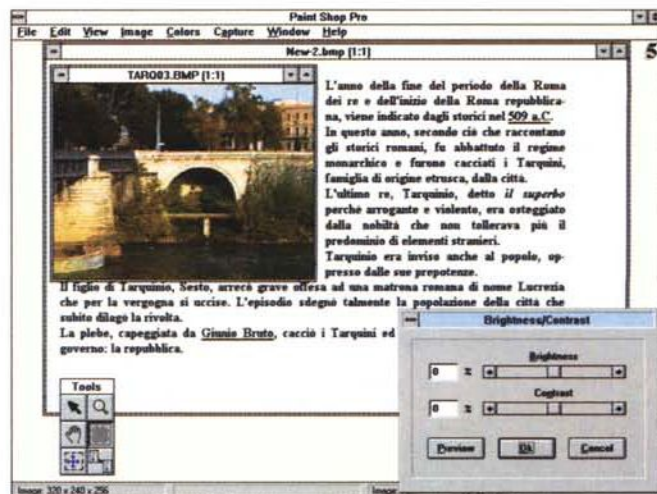 Paint Shop Pro
File Edit View Image Colors Capture Window Help
New-2.bmp (1:1)
5
TARQ03.BMP (1:1)
L'anno della fine del periodo della Roma
dei re e dell'inizio della Roma repubblica-
na, viene indicato dagli storici nel 509 a.C.
In questo anno, secondo ciò che raccontano
gli storici romani, fu abbattuto il regime
monarchico e furono cacciati i Tarquini,
famiglia di origine etrusca, dalla città.
L'ultimo re, Tarquinio, detto il superbo
perché arrogante e violento, era osteggiato
dalla nobiltà che non tollerava più il
predominio di elementi stranieri.
Tarquinio era inviso anche al popolo, op-
presso dalle sue prepotenze.
Il figlio di Tarquinio, Sesto, arrecò grave offesa ad una matrona romana di nome Lucrezia
che per la vergogna si uccise. L'episodio sdegnò talmente la popolazione della città che
subito dilagò la rivolta.
La plebe, capeggiata da Giunio Bruto, cacciò i Tarquini ed
governo: la repubblica.
Brightness/Contrast
Brightness
0 %
Contrast
0 %
Preview Ok Cancel
Tools
Image: 320 x 240 x 256
Image